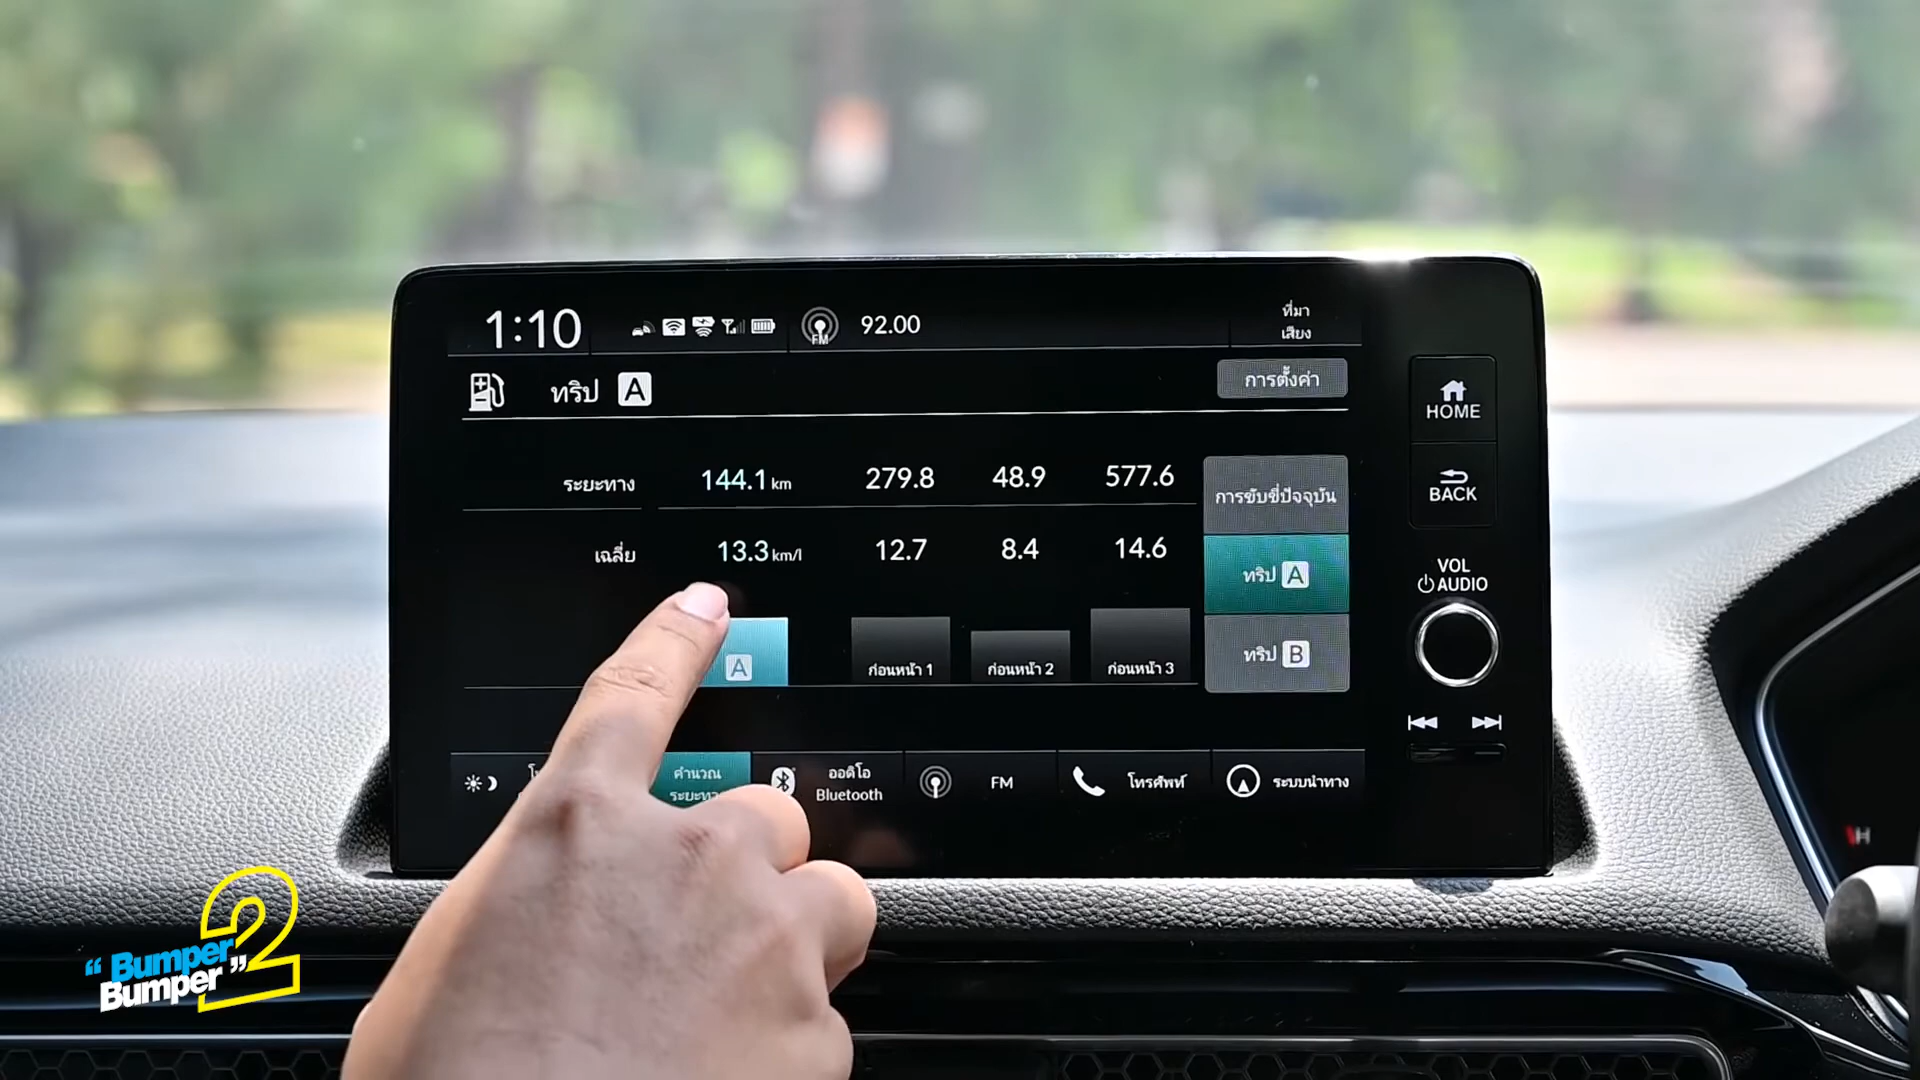 1:10
FM
92.00
ที่มา
เสียง
ทริป A
การตั้งค่า
HOME
ระยะทาง 144.1 km 279.8 48.9 577.6
การขับขี่ปัจจุบัน
BACK
เฉลี่ย 13.3 km/l 12.7 8.4 14.6
ทริป A
VOL
AUDIO
A ก่อนหน้า 1 ก่อนหน้า 2 ก่อนหน้า 3
ทริป B
คำนวณ
ออดิโอ
Bluetooth
FM
โทรศัพท์
ระบบนำทาง
H
"Bumper
Bumper"
2